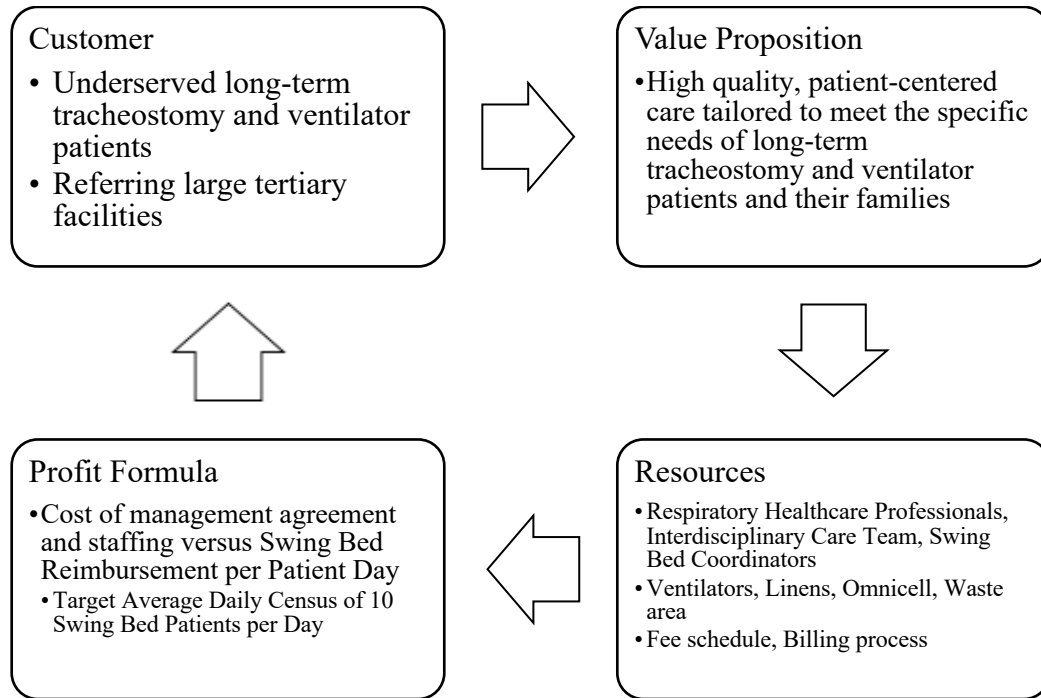 Customer
• Underserved long-term
tracheostomy and ventilator
patients
• Referring large tertiary
facilities
Value Proposition
•High quality, patient-centered
care tailored to meet the specific
needs of long-term
tracheostomy and ventilator
patients and their families
Profit Formula
•Cost of management agreement
and staffing versus Swing Bed
Reimbursement per Patient Day
•Target Average Daily Census of 10
Swing Bed Patients per Day
Resources
•Respiratory Healthcare Professionals,
Interdisciplinary Care Team, Swing
Bed Coordinators
•Ventilators, Linens, Omnicell, Waste
area
•Fee schedule, Billing process